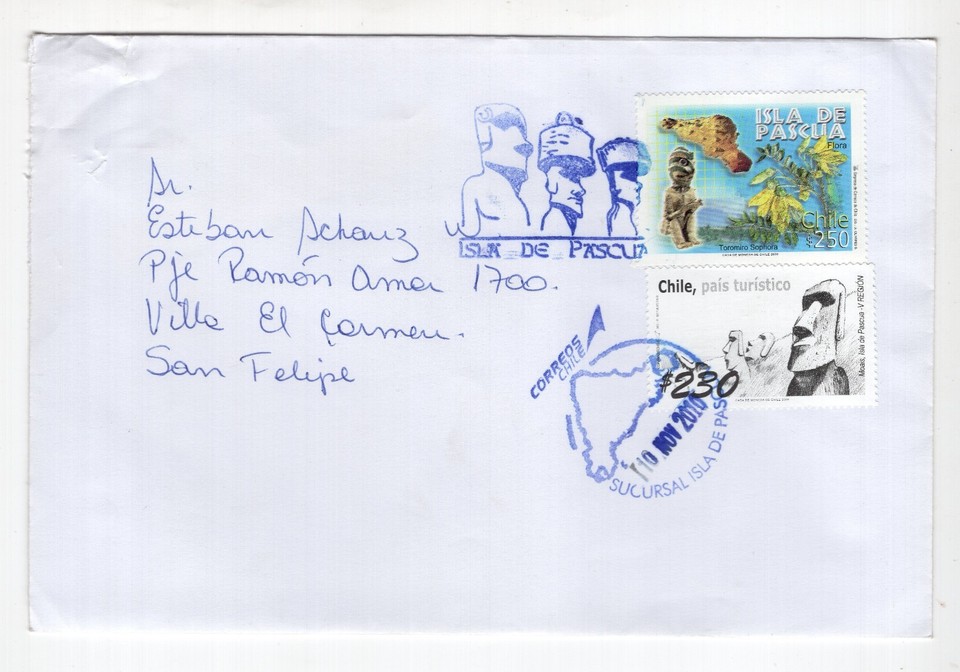 Sr.
Esteban Schanz W
Pje Ramón Amar 1700.
Villa El Carmen.
San Felipe
ISLA DE PASCUA
ISLA DE
PASCUA
Flora
Chile
$250
Toromiro Sophora
Chile, país turístico
Moais, Isla de Pascua - V REGIÓN
$230
CORREOS
CHILE
10 NOV 2010
SUCURSAL ISLA DE PAS